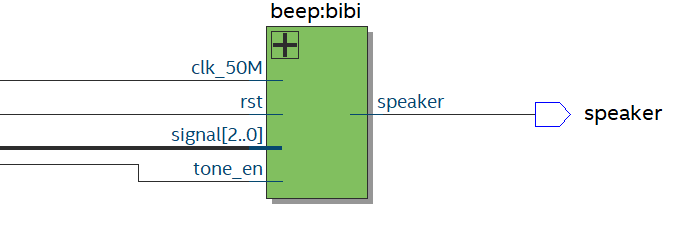 beep:bibi
clk_50M
rst
speaker
speaker
signal[2..0]
tone_en